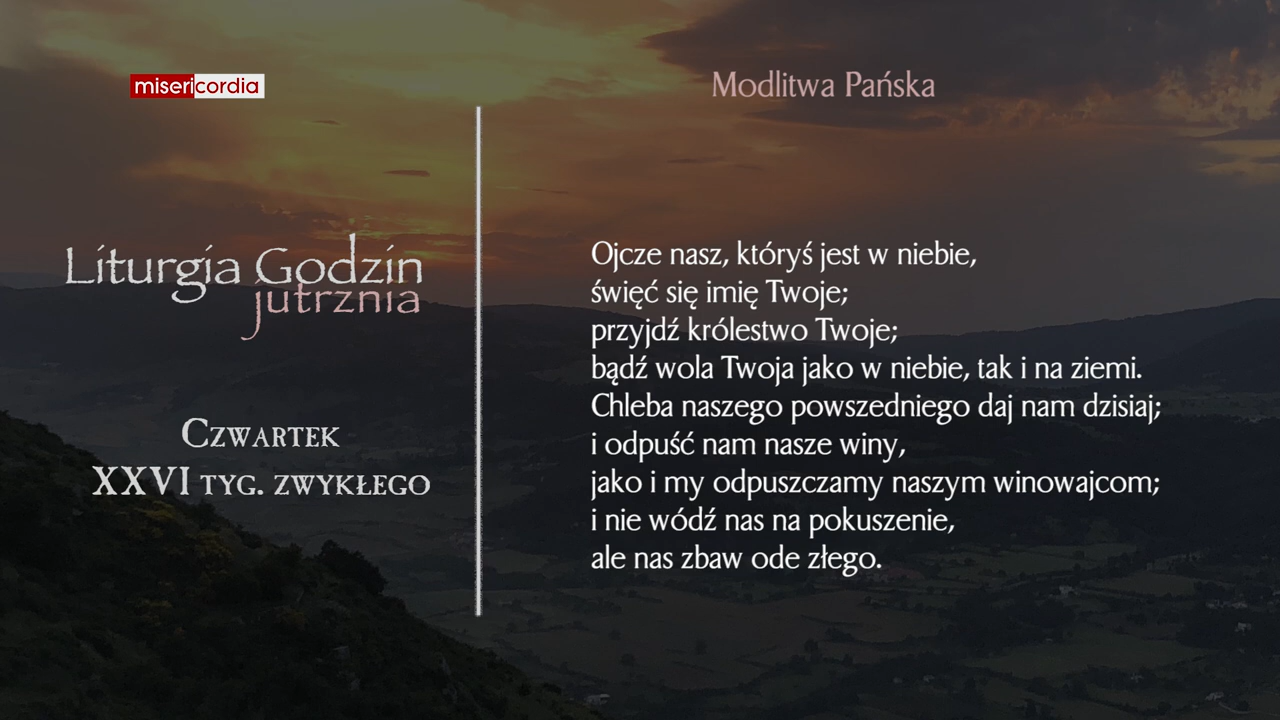 misericordia
Liturgia Godzin
jutrznia
Czwartek
XXVI tyg. zwykłego
Modlitwa Pańska
Ojcze nasz, któryś jest w niebie,
święć się imię Twoje;
przyjdź królestwo Twoje;
bądź wola Twoja jako w niebie, tak i na ziemi.
Chleba naszego powszedniego daj nam dzisiaj;
i odpuść nam nasze winy,
jako i my odpuszczamy naszym winowajcom;
i nie wódź nas na pokuszenie,
ale nas zbaw ode złego.